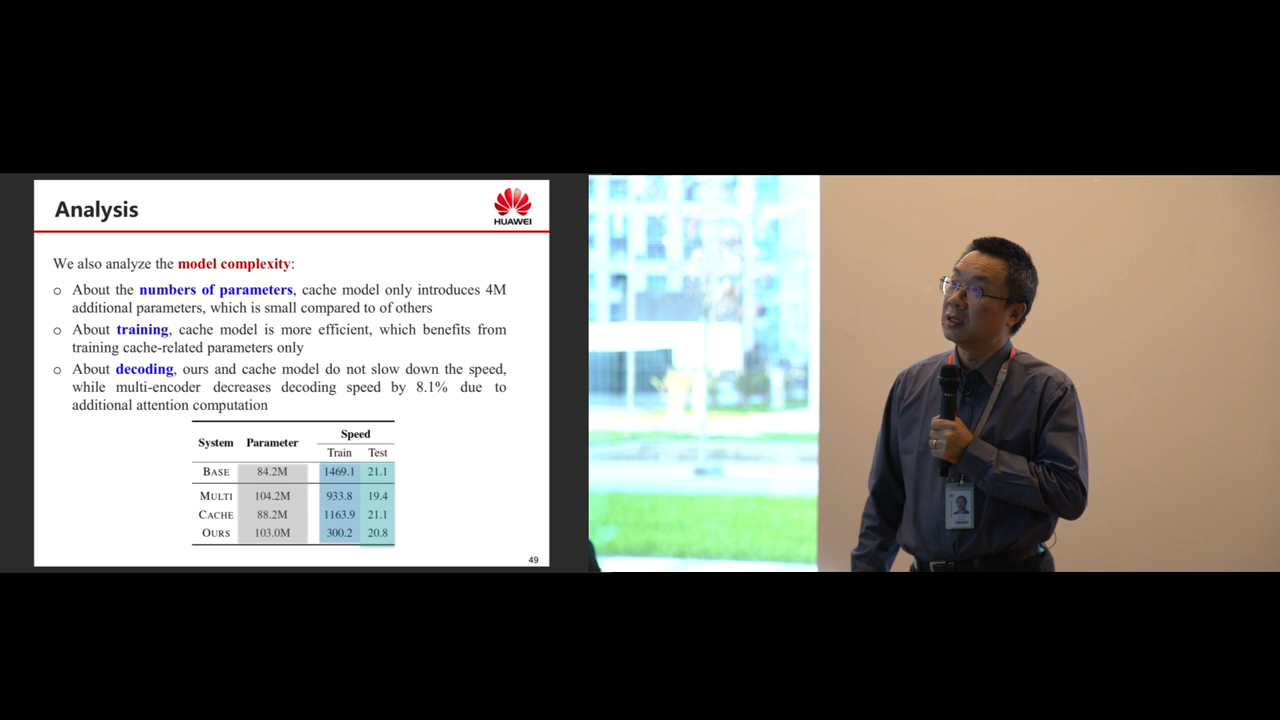 Analysis
HUAWEI
We also analyze the model complexity:
o About the numbers of parameters, cache model only introduces 4M
additional parameters, which is small compared to of others
o About training, cache model is more efficient, which benefits from
training cache-related parameters only
o About decoding, ours and cache model do not slow down the speed,
while multi-encoder decreases decoding speed by 8.1% due to
additional attention computation
System Parameter Speed
Train Test
BASE 84.2M 1469.1 21.1
MULTI 104.2M 933.8 19.4
CACHE 88.2M 1163.9 21.1
OURS 103.0M 300.2 20.8
49